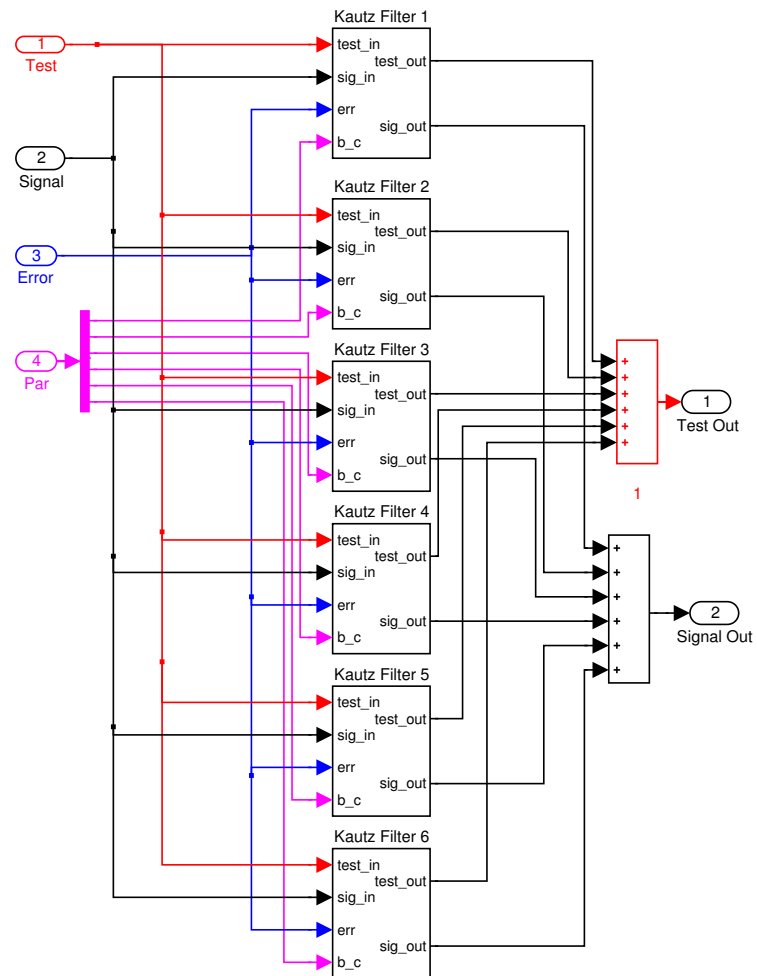 Kautz Filter 1
1
Test
test_in
test_out
sig_in
err
sig_out
b_c
2
Signal
Kautz Filter 2
test_in
test_out
sig_in
3
Error
err
sig_out
b_c
Kautz Filter 3
4
Par
test_in
test_out
sig_in
err
sig_out
b_c
+
+
+
+
+
+
1
Test Out
1
Kautz Filter 4
test_in
test_out
sig_in
err
sig_out
b_c
+
+
+
+
+
+
2
Signal Out
Kautz Filter 5
test_in
test_out
sig_in
err
sig_out
b_c
Kautz Filter 6
test_in
test_out
sig_in
err
sig_out
b_c